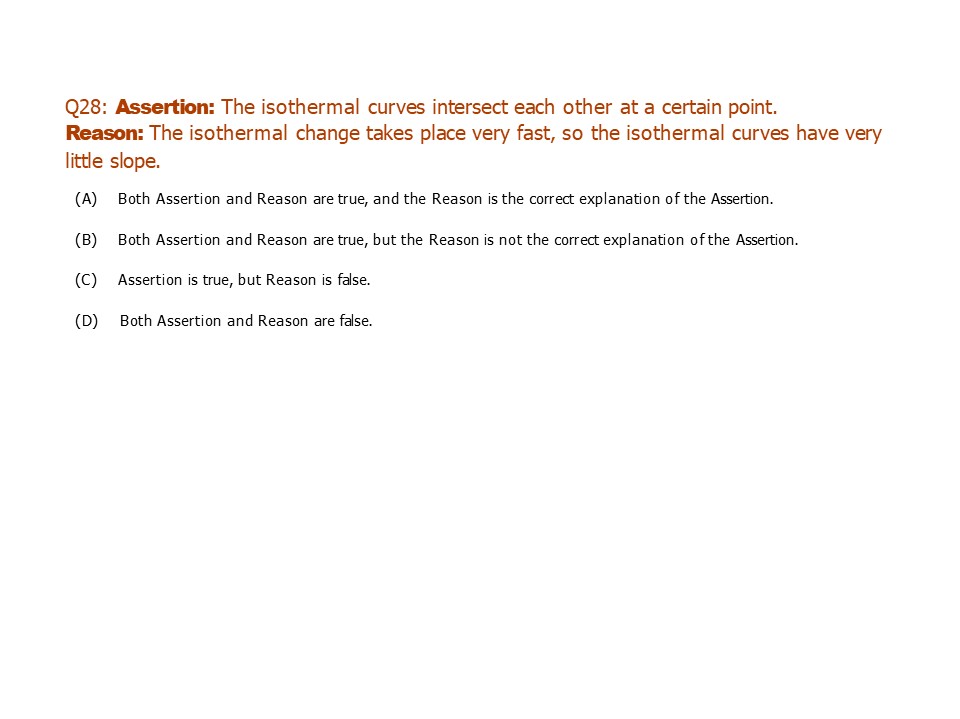 Q28: Assertion: The isothermal curves intersect each other at a certain point.
Reason: The isothermal change takes place very fast, so the isothermal curves have very
little slope.
(A) Both Assertion and Reason are true, and the Reason is the correct explanation of the Assertion.
(B) Both Assertion and Reason are true, but the Reason is not the correct explanation of the Assertion.
(C) Assertion is true, but Reason is false.
(D) Both Assertion and Reason are false.